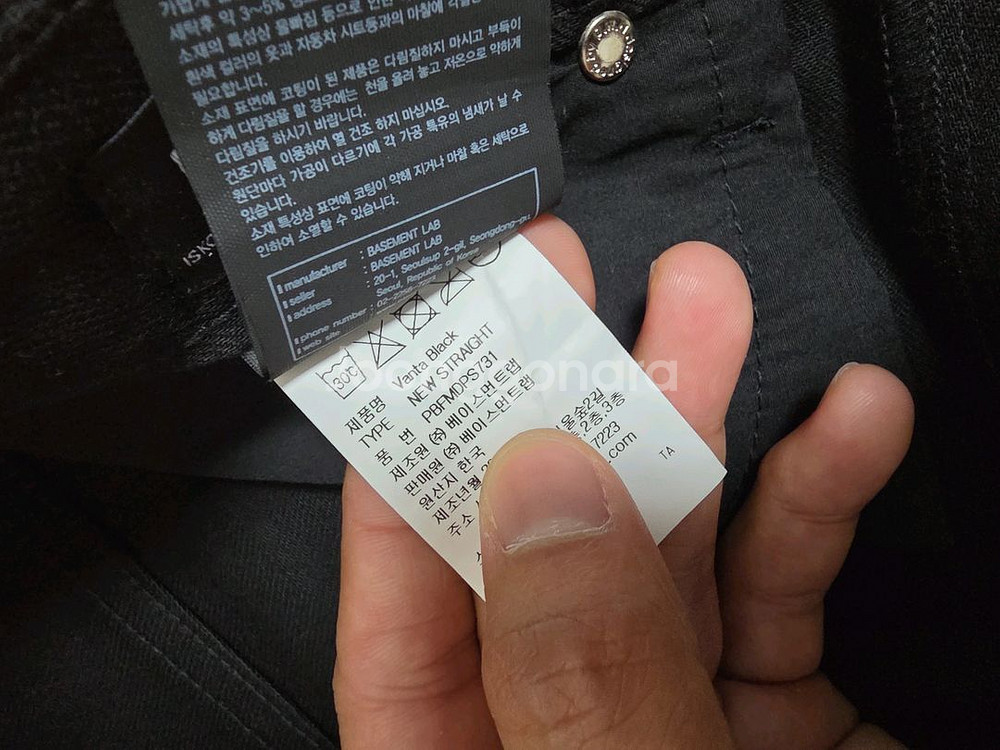 세탁후 약 3~5%
소재의 특성상 물빠짐 등으로 인한
흰색 컬러의 옷과 자동차 시트등과의 마찰에 각별한
필요합니다.
소재 표면에 코팅이 된 제품은 다림질하지 마시고 부득이
하게 다림질을 할 경우에는 천을 올려 놓고 저온으로 약하게
다림질을 하시기 바랍니다.
건조기를 이용하여 열 건조 하지 마십시오.
원단마다 가공이 다르기에 각 가공 특유의 냄새가 날 수
있습니다.
소재 특성상 표면에 코팅이 약해 지거나 마찰 혹은 세탁으로
인하여 소멸할 수 있습니다.
manufacturer : BASEMENT LAB
seller : BASEMENT LAB
address : 20-1, Seoulsup 2-gil, Seongdong-gu,
Seoul, Republic of Korea
phone number : 02-
web site
ISKO
30℃
제품명 Vanta Black
TYPE NEW STRAIGHT
품 번 PBFMDPS731
제조원 (주) 베이스먼트랩
판매원 (주) 베이스먼트랩
원산지 한국
제조년월
주소 울숲2길
2층,3층
7223
.com
TA